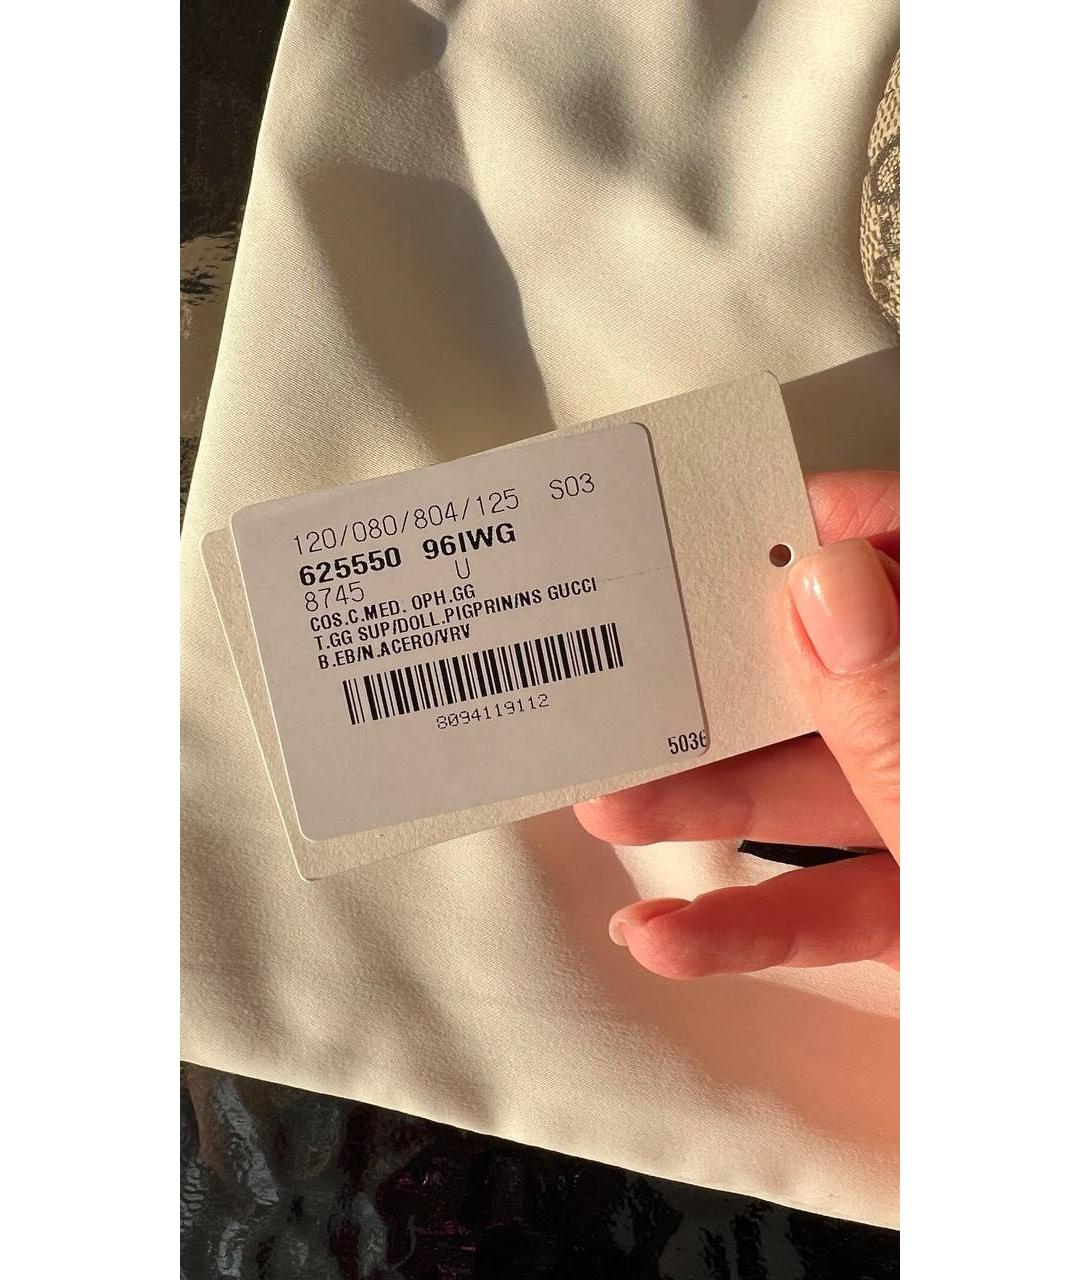 120/080/804/125 S03
625550 96IWG
8745 U
COS.C.MED. OPH.GG
T.GG SUP/DOLL.PIGPRIN/NS GUCCI
B.EB/N.ACERO/VRV
8094119112
5036